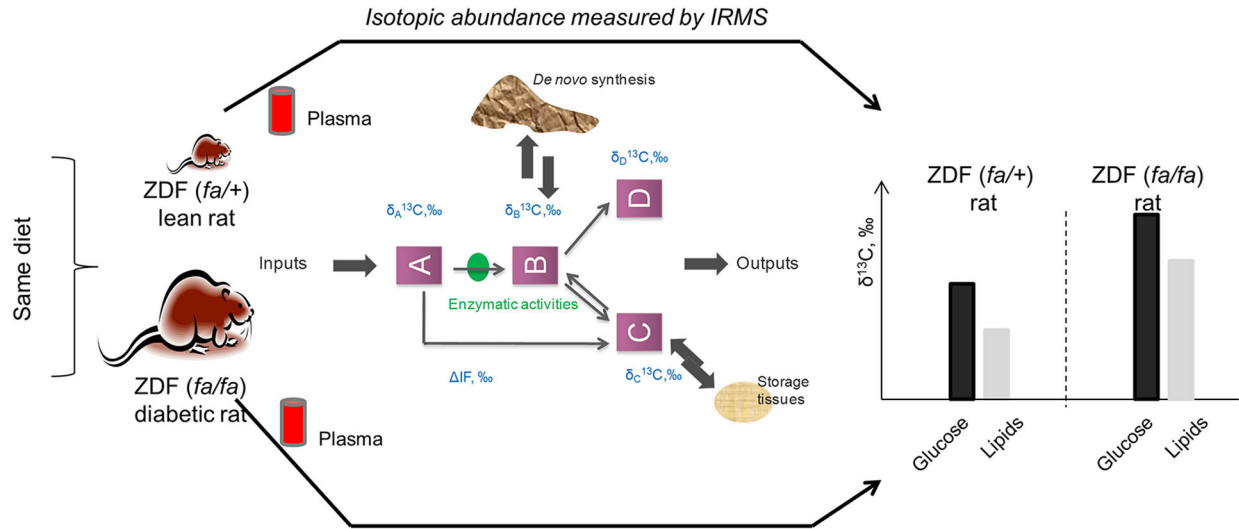 Isotopic abundance measured by IRMS
Same diet
Plasma
ZDF (fa/+)
lean rat
ZDF (fa/fa)
diabetic rat
Plasma
Inputs
De novo synthesis
δA¹³C,‰
δB¹³C,‰
δD¹³C,‰
A
B
D
C
Enzymatic activities
ΔIF, ‰
δC¹³C,‰
Storage
tissues
Outputs
ZDF (fa/+)
rat
ZDF (fa/fa)
rat
δ¹³C, ‰
Glucose
Lipids
Glucose
Lipids